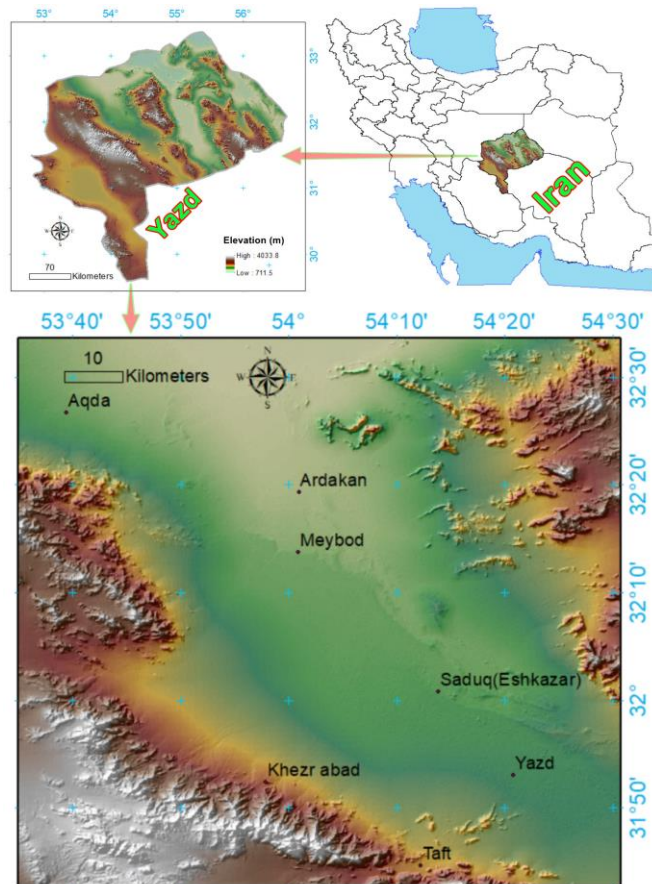 53° 54° 55° 56°
33°
32°
31°
30°
Yazd
N
W E
S
Elevation (m)
High : 4033.8
Low : 711.5
70
Kilometers
Iran
53°40' 53°50' 54° 54°10' 54°20' 54°30'
10
Kilometers
N
W E
S
32°30'
Aqda
Ardakan
32°20'
Meybod
32°10'
Saduq(Eshkazar)
32°
Khezr abad
Yazd
31°50'
Taft